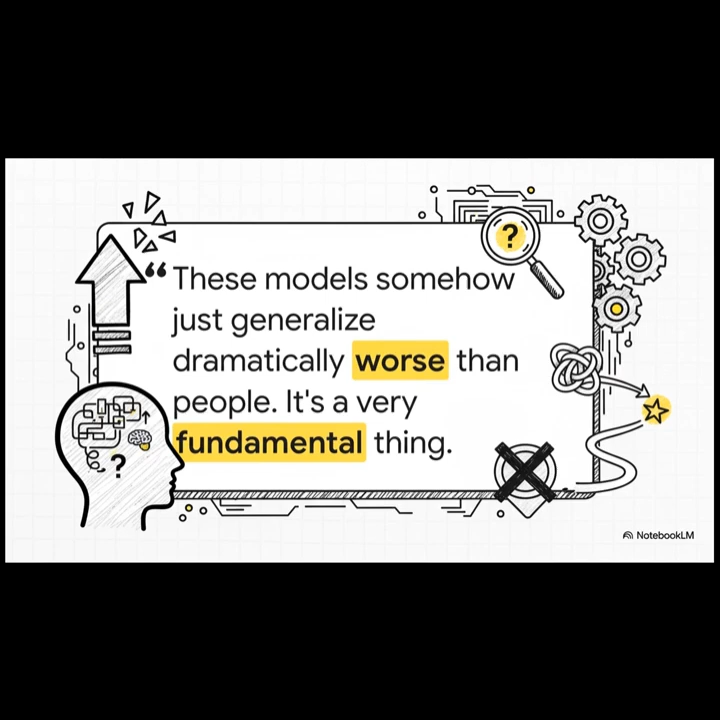 ?
“These models somehow
just generalize
dramatically worse than
people. It's a very
fundamental thing.
?
NotebookLM